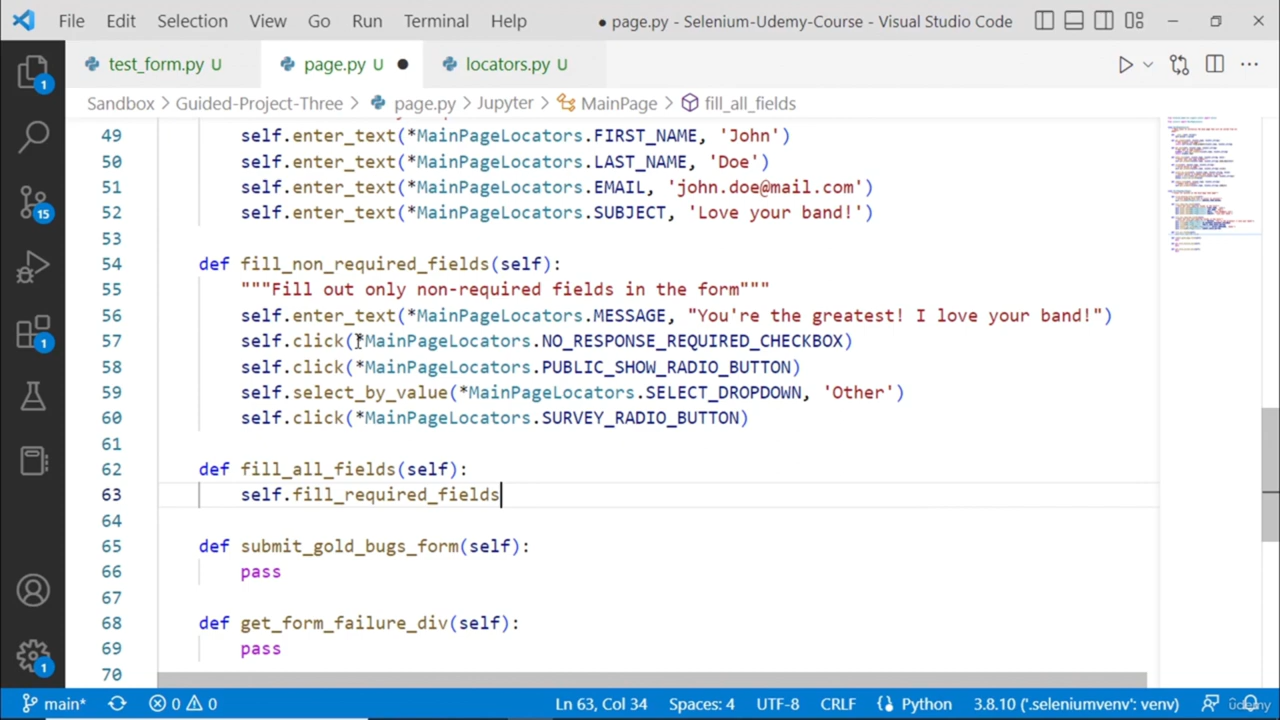 File Edit Selection View Go Run Terminal Help ● page.py - Selenium-Udemy-Course - Visual Studio Code
test_form.py U page.py U ● locators.py U
Sandbox > Guided-Project-Three > page.py > Jupyter > MainPage > fill_all_fields
49 self.enter_text(*MainPageLocators.FIRST_NAME, 'John')
50 self.enter_text(*MainPageLocators.LAST_NAME, 'Doe')
51 self.enter_text(*MainPageLocators.EMAIL, 'john.doe@mail.com')
52 self.enter_text(*MainPageLocators.SUBJECT, 'Love your band!')
53
54 def fill_non_required_fields(self):
55 """Fill out only non-required fields in the form"""
56 self.enter_text(*MainPageLocators.MESSAGE, "You're the greatest! I love your band!")
57 self.click(*MainPageLocators.NO_RESPONSE_REQUIRED_CHECKBOX)
58 self.click(*MainPageLocators.PUBLIC_SHOW_RADIO_BUTTON)
59 self.select_by_value(*MainPageLocators.SELECT_DROPDOWN, 'Other')
60 self.click(*MainPageLocators.SURVEY_RADIO_BUTTON)
61
62 def fill_all_fields(self):
63 self.fill_required_fields
64
65 def submit_gold_bugs_form(self):
66 pass
67
68 def get_form_failure_div(self):
69 pass
70
1
15
1
1
main* 0 0 Ln 63, Col 34 Spaces: 4 UTF-8 CRLF Python 3.8.10 ('.seleniumvenv': venv)
udemy